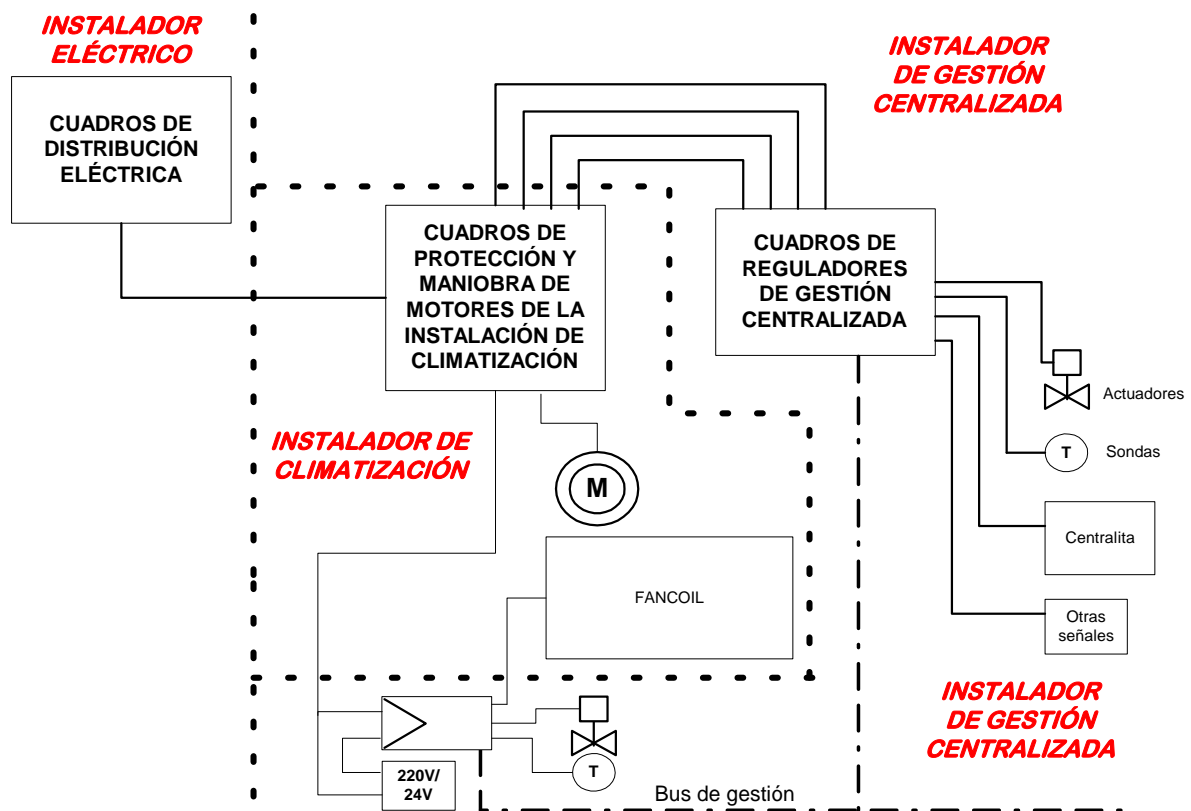 INSTALADOR
ELÉCTRICO
CUADROS DE
DISTRIBUCIÓN
ELÉCTRICA
INSTALADOR
DE GESTIÓN
CENTRALIZADA
CUADROS DE
PROTECCIÓN Y
MANIOBRA DE
MOTORES DE LA
INSTALACIÓN DE
CLIMATIZACIÓN
CUADROS DE
REGULADORES
DE GESTIÓN
CENTRALIZADA
Actuadores
T
Sondas
INSTALADOR DE
CLIMATIZACIÓN
M
Centralita
FANCOIL
Otras
señales
INSTALADOR
DE GESTIÓN
CENTRALIZADA
T
220V/
24V
Bus de gestión